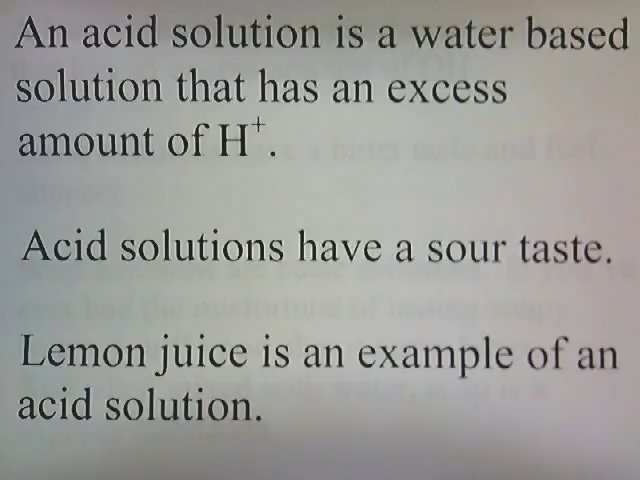 An acid solution is a water based
solution that has an excess
amount of H⁺.
Acid solutions have a sour taste.
Lemon juice is an example of an
acid solution.